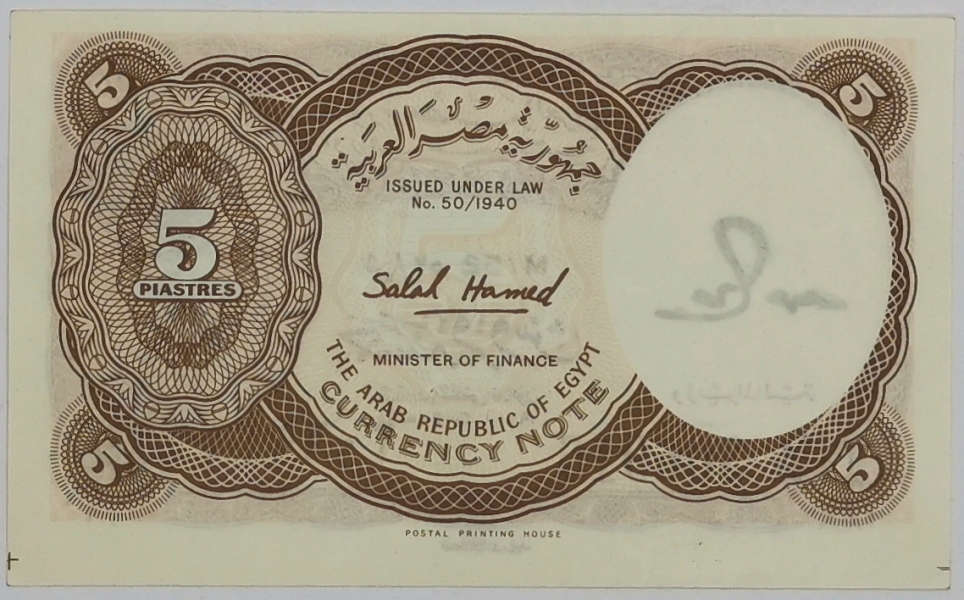 5
5
جمهورية مصر العربية
ISSUED UNDER LAW
No. 50/1940
5
PIASTRES
Salah Hamed
MINISTER OF FINANCE
THE ARAB REPUBLIC OF EGYPT
CURRENCY NOTE
5
5
POSTAL PRINTING HOUSE